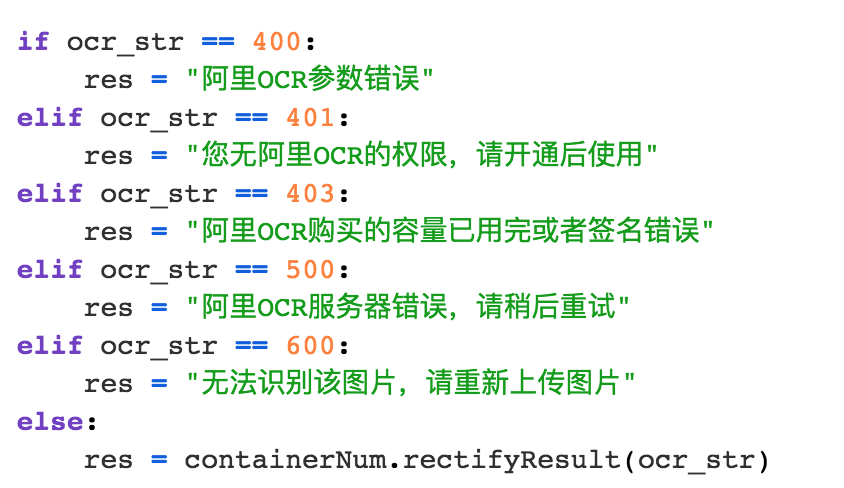 if ocr_str == 400:
    res = "阿里OCR参数错误"
elif ocr_str == 401:
    res = "您无阿里OCR的权限，请开通后使用"
elif ocr_str == 403:
    res = "阿里OCR购买的容量已用完或者签名错误"
elif ocr_str == 500:
    res = "阿里OCR服务器错误，请稍后重试"
elif ocr_str == 600:
    res = "无法识别该图片，请重新上传图片"
else:
    res = containerNum.rectifyResult(ocr_str)